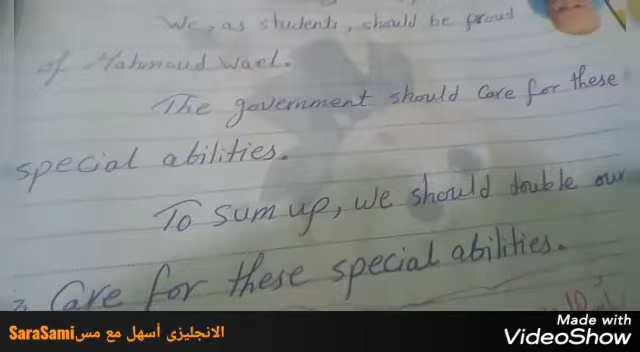 We, as students, should be proud
of Mahmoud Wael.
The government should care for these
special abilities.
To sum up, we should double our
care for these special abilities.
الانجليزى أسهل مع مس SaraSami
Made with
VideoShow